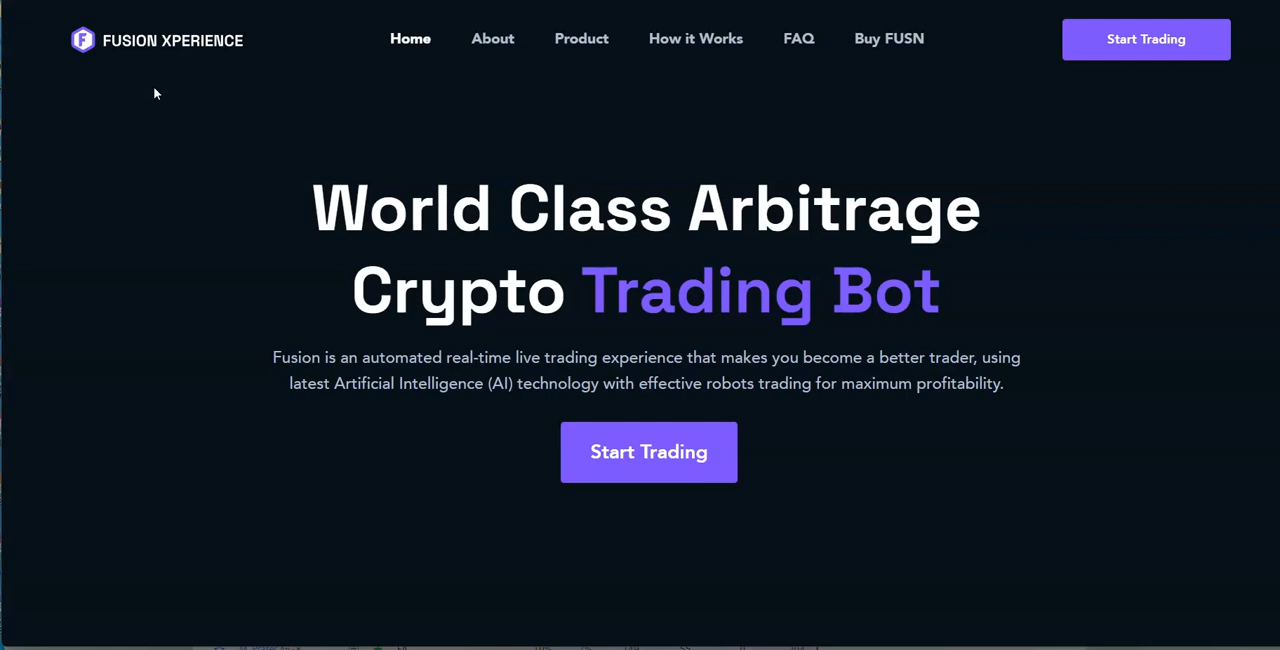 FUSION XPERIENCE
Home About Product How it Works FAQ Buy FUSN
Start Trading
World Class Arbitrage
Crypto Trading Bot
Fusion is an automated real-time live trading experience that makes you become a better trader, using
latest Artificial Intelligence (AI) technology with effective robots trading for maximum profitability.
Start Trading